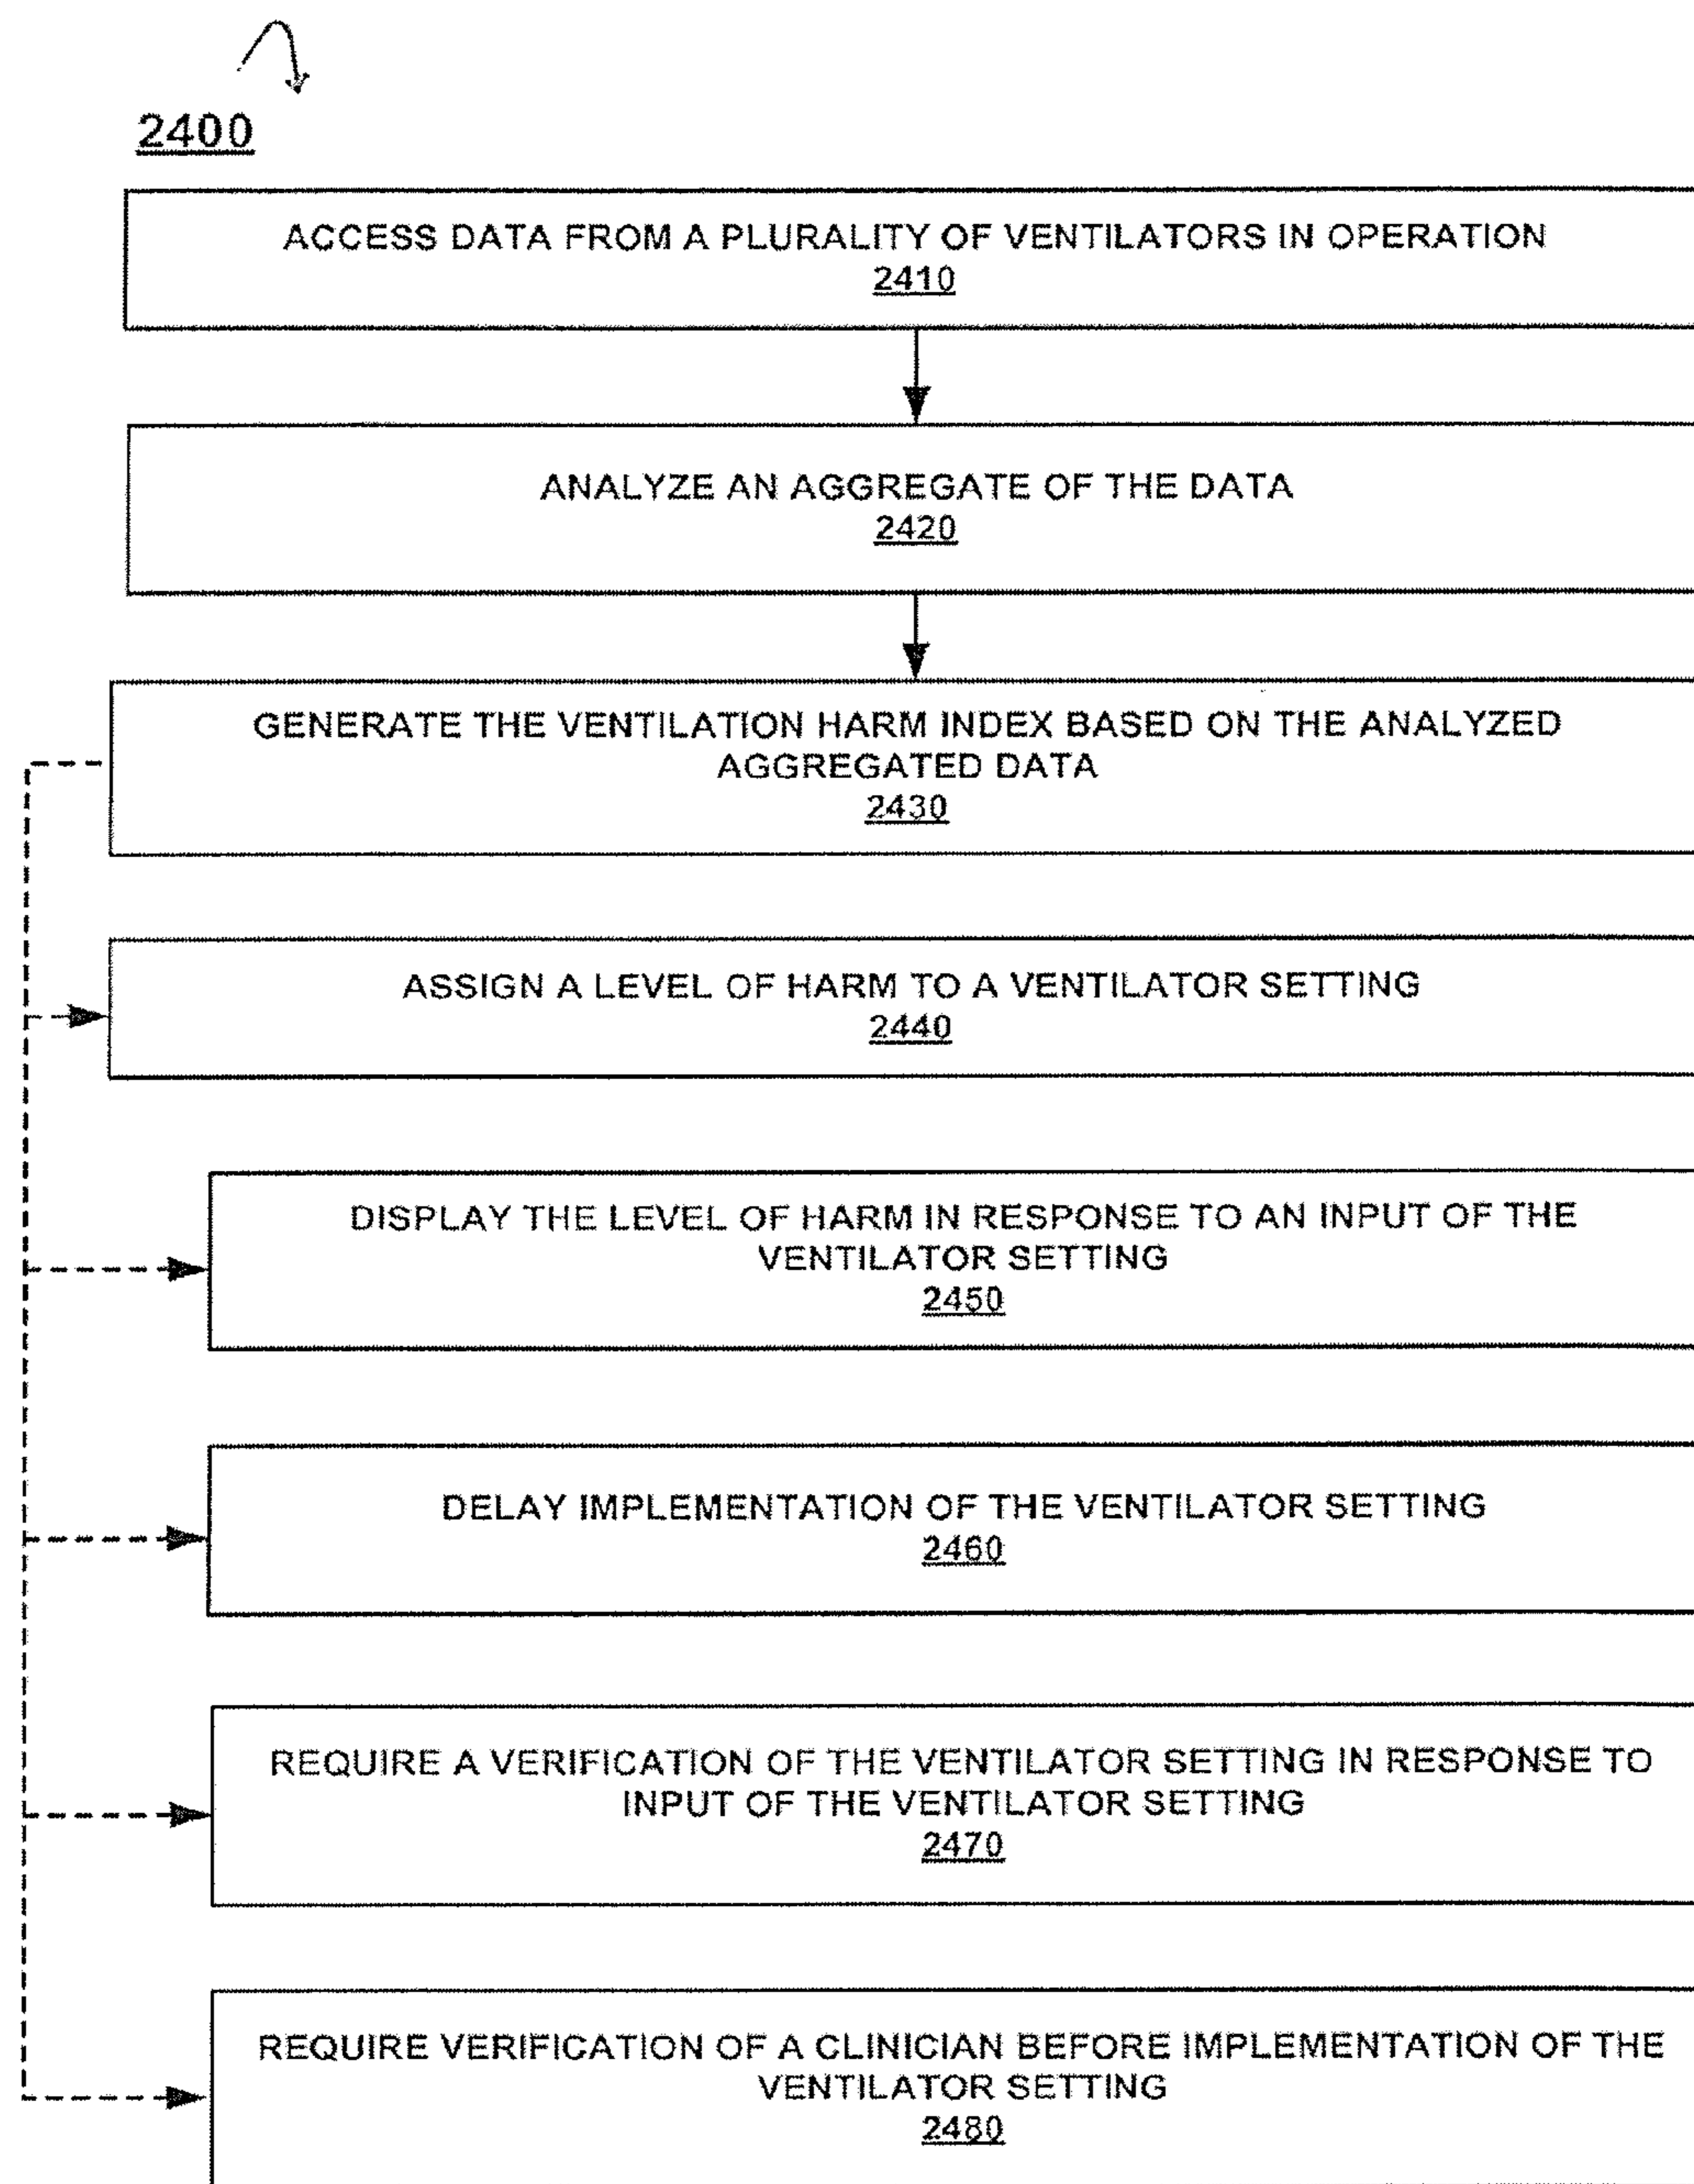 2400
ACCESS DATA FROM A PLURALITY OF VENTILATORS IN OPERATION
2410
ANALYZE AN AGGREGATE OF THE DATA
2420
GENERATE THE VENTILATION HARM INDEX BASED ON THE ANALYZED
AGGREGATED DATA
2430
ASSIGN A LEVEL OF HARM TO A VENTILATOR SETTING
2440
DISPLAY THE LEVEL OF HARM IN RESPONSE TO AN INPUT OF THE
VENTILATOR SETTING
2450
DELAY IMPLEMENTATION OF THE VENTILATOR SETTING
2460
REQUIRE A VERIFICATION OF THE VENTILATOR SETTING IN RESPONSE TO
INPUT OF THE VENTILATOR SETTING
2470
REQUIRE VERIFICATION OF A CLINICIAN BEFORE IMPLEMENTATION OF THE
VENTILATOR SETTING
2480